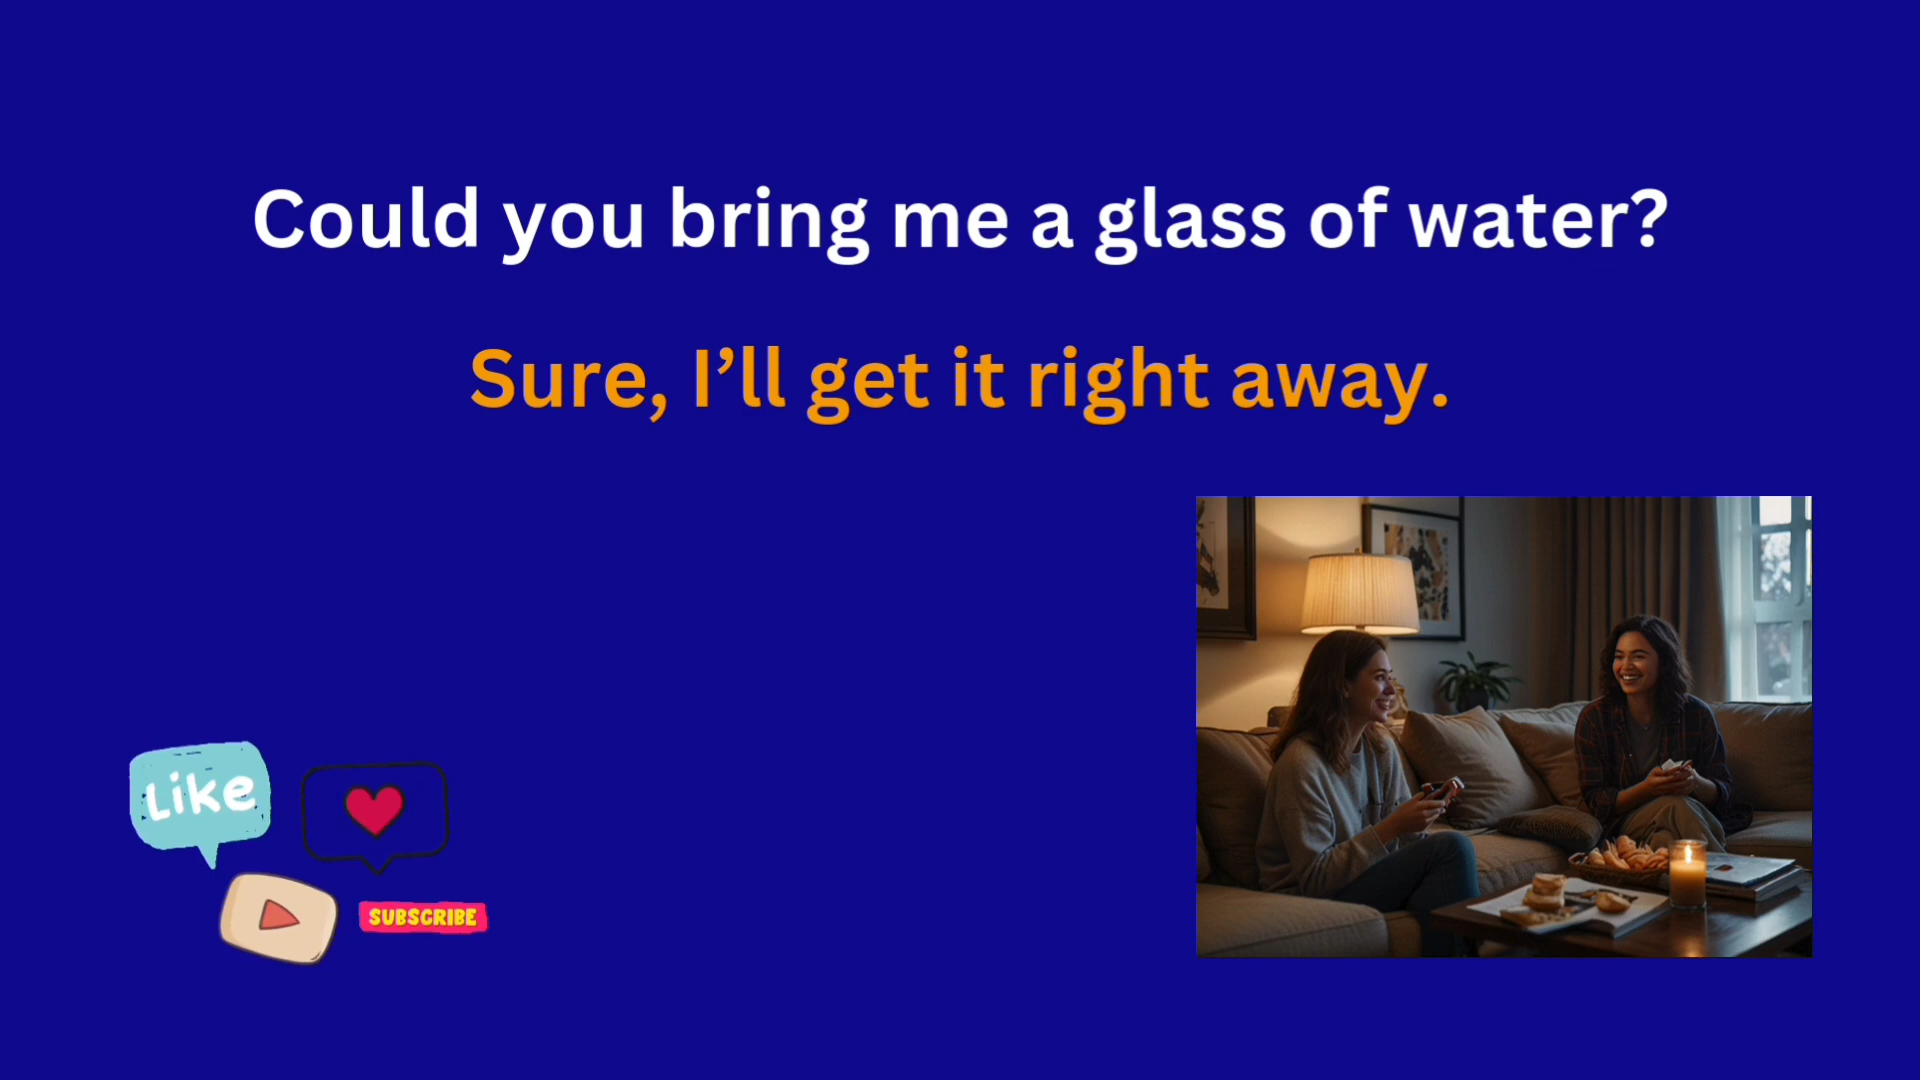 Could you bring me a glass of water?
Sure, I’ll get it right away.
Like
SUBSCRIBE